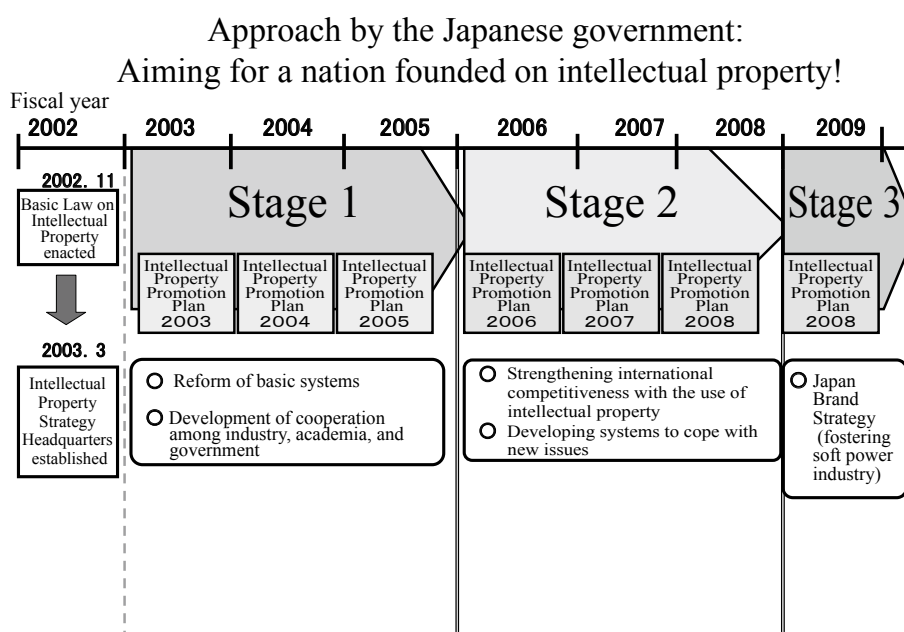 Approach by the Japanese government:
Aiming for a nation founded on intellectual property!
Fiscal year
2002 2003 2004 2005 2006 2007 2008 2009
2002. 11
Basic Law on
Intellectual
Property
enacted
2003. 3
Intellectual
Property
Strategy
Headquarters
established
Stage 1
Intellectual
Property
Promotion
Plan
2003
Intellectual
Property
Promotion
Plan
2004
Intellectual
Property
Promotion
Plan
2005
Reform of basic systems
Development of cooperation
among industry, academia, and
government
Stage 2
Intellectual
Property
Promotion
Plan
2006
Intellectual
Property
Promotion
Plan
2007
Intellectual
Property
Promotion
Plan
2008
Strengthening international
competitiveness with the use of
intellectual property
Developing systems to cope with
new issues
Stage 3
Intellectual
Property
Promotion
Plan
2008
Japan
Brand
Strategy
(fostering
soft power
industry)